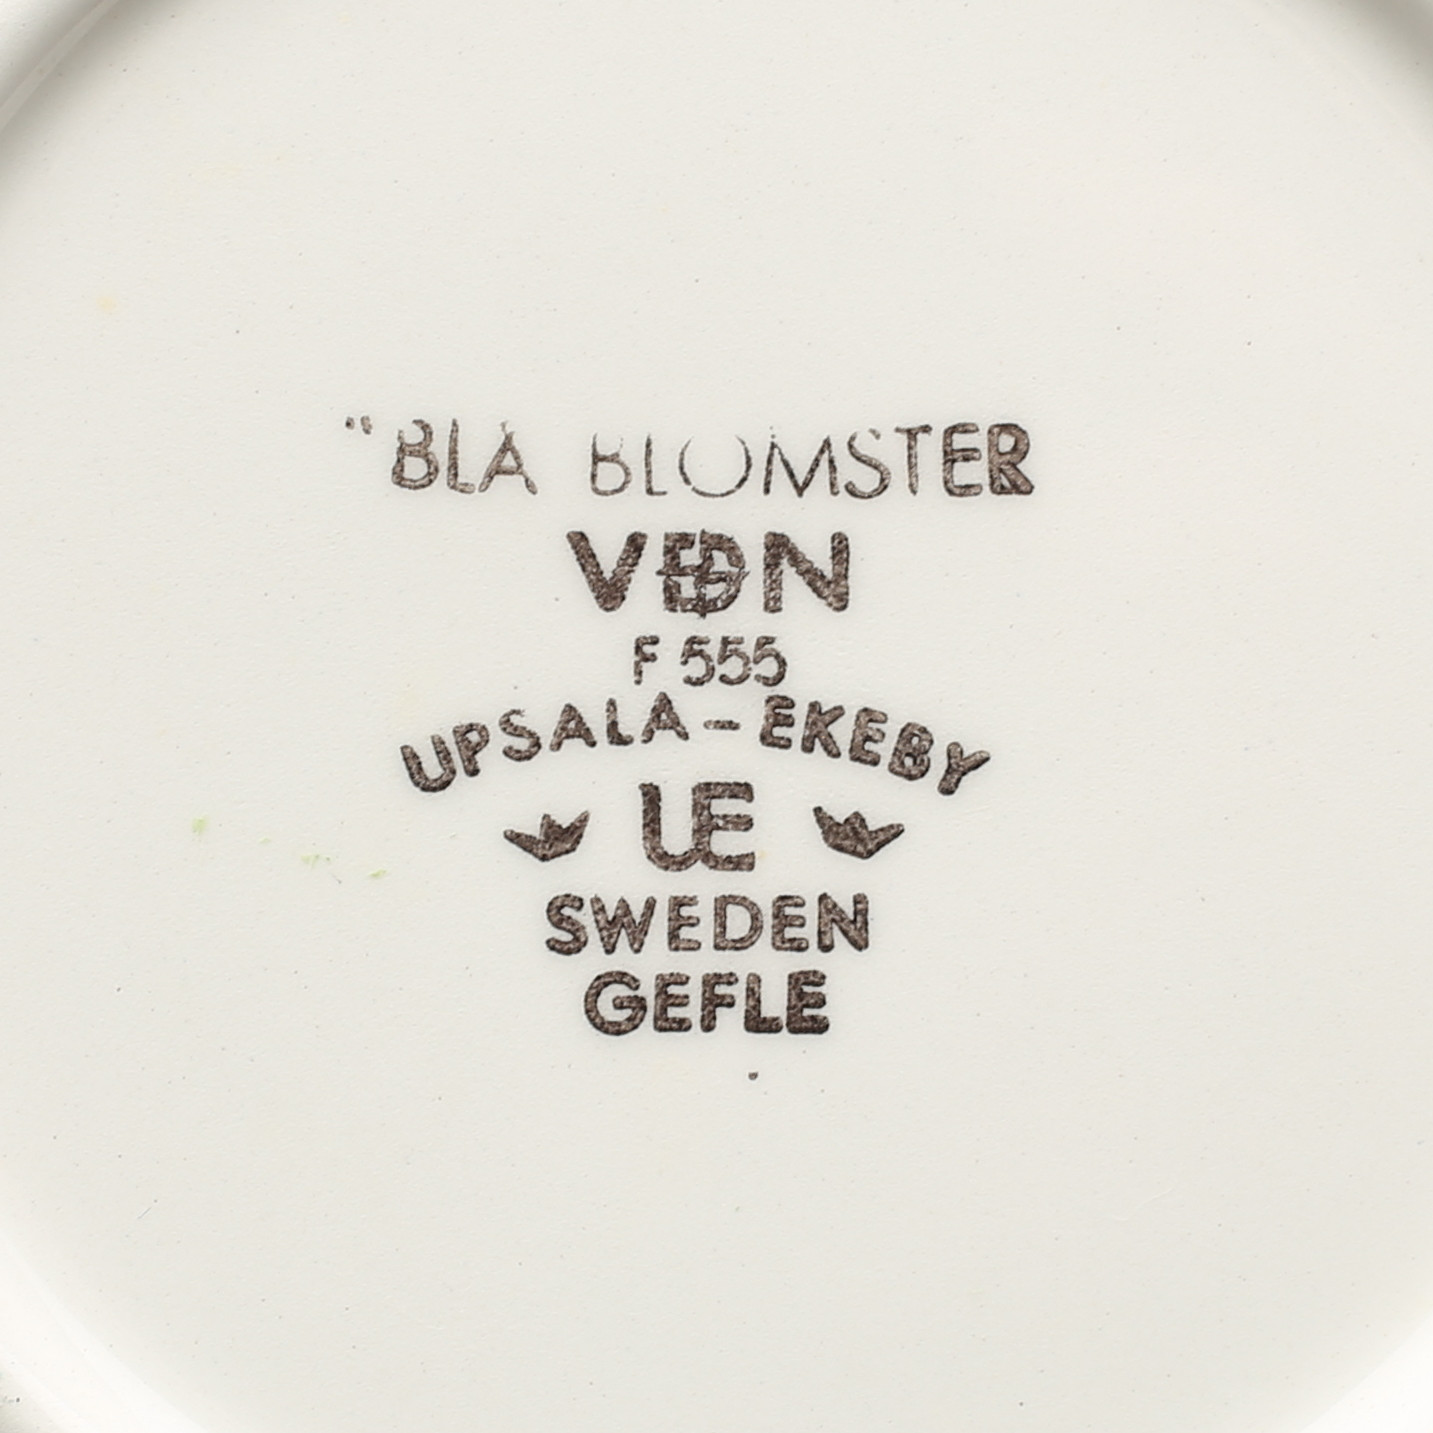 "BLÅ BLOMSTER
VDN
F 555
UPSALA-EKEBY
UE
SWEDEN
GEFLE